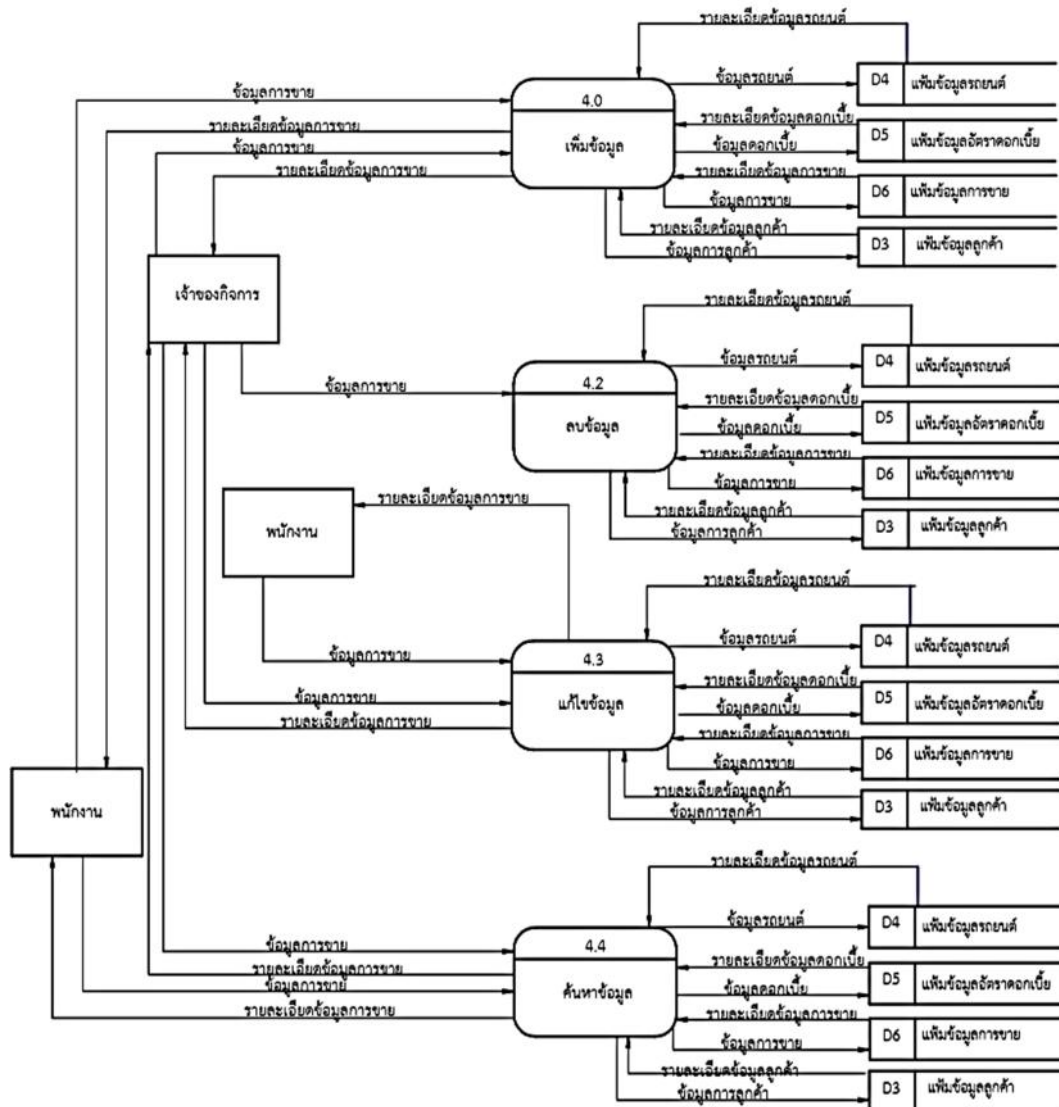 รายละเอียดข้อมูลรถยนต์
ข้อมูลการขาย
รายละเอียดข้อมูลการขาย
ข้อมูลการขาย
รายละเอียดข้อมูลการขาย
4.0
เพิ่มข้อมูล
ข้อมูลรถยนต์
รายละเอียดข้อมูลดอกเบี้ย
ข้อมูลดอกเบี้ย
รายละเอียดข้อมูลการขาย
ข้อมูลการขาย
รายละเอียดข้อมูลลูกค้า
ข้อมูลการลูกค้า
D4 แฟ้มข้อมูลรถยนต์
D5 แฟ้มข้อมูลอัตราดอกเบี้ย
D6 แฟ้มข้อมูลการขาย
D3 แฟ้มข้อมูลลูกค้า
เจ้าของกิจการ
รายละเอียดข้อมูลรถยนต์
ข้อมูลการขาย
4.2
ลบข้อมูล
ข้อมูลรถยนต์
รายละเอียดข้อมูลดอกเบี้ย
ข้อมูลดอกเบี้ย
รายละเอียดข้อมูลการขาย
ข้อมูลการขาย
รายละเอียดข้อมูลลูกค้า
ข้อมูลการลูกค้า
D4 แฟ้มข้อมูลรถยนต์
D5 แฟ้มข้อมูลอัตราดอกเบี้ย
D6 แฟ้มข้อมูลการขาย
D3 แฟ้มข้อมูลลูกค้า
พนักงาน
รายละเอียดข้อมูลการขาย
รายละเอียดข้อมูลรถยนต์
ข้อมูลการขาย
ข้อมูลการขาย
รายละเอียดข้อมูลการขาย
4.3
แก้ไขข้อมูล
ข้อมูลรถยนต์
รายละเอียดข้อมูลดอกเบี้ย
ข้อมูลดอกเบี้ย
รายละเอียดข้อมูลการขาย
ข้อมูลการขาย
รายละเอียดข้อมูลลูกค้า
ข้อมูลการลูกค้า
D4 แฟ้มข้อมูลรถยนต์
D5 แฟ้มข้อมูลอัตราดอกเบี้ย
D6 แฟ้มข้อมูลการขาย
D3 แฟ้มข้อมูลลูกค้า
พนักงาน
รายละเอียดข้อมูลรถยนต์
ข้อมูลการขาย
รายละเอียดข้อมูลการขาย
ข้อมูลการขาย
รายละเอียดข้อมูลการขาย
4.4
ค้นหาข้อมูล
ข้อมูลรถยนต์
รายละเอียดข้อมูลดอกเบี้ย
ข้อมูลดอกเบี้ย
รายละเอียดข้อมูลการขาย
ข้อมูลการขาย
รายละเอียดข้อมูลลูกค้า
ข้อมูลการลูกค้า
D4 แฟ้มข้อมูลรถยนต์
D5 แฟ้มข้อมูลอัตราดอกเบี้ย
D6 แฟ้มข้อมูลการขาย
D3 แฟ้มข้อมูลลูกค้า